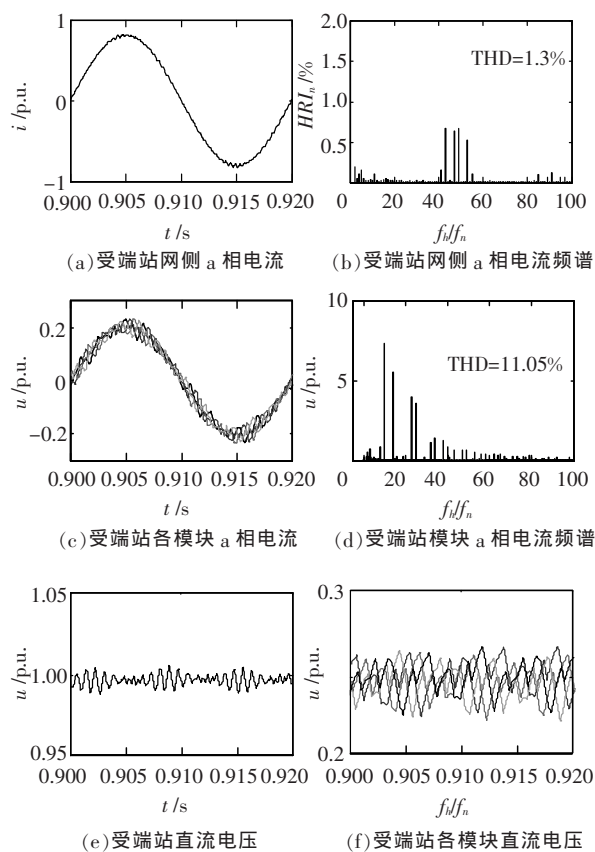 1
0
−1
i /p.u.
0.900 0.905 0.910 0.915 0.920
t /s
(a)受端站网侧 a 相电流
2.0
1.5
1.0
0.5
HRIn /%
THD=1.3%
0 20 40 60 80 100
fh/fn
(b)受端站网侧 a 相电流频谱
0.2
0
−0.2
u /p.u.
0.900 0.905 0.910 0.915 0.920
t /s
(c)受端站各模块 a 相电流
10
5
u /p.u.
THD=11.05%
0 20 40 60 80 100
fh/fn
(d)受端站模块 a 相电流频谱
1.05
1.00
0.95
u /p.u.
0.900 0.905 0.910 0.915 0.920
t /s
(e)受端站直流电压
0.3
0.2
u /p.u.
0.900 0.905 0.910 0.915 0.920
fh/fn
(f)受端站各模块直流电压